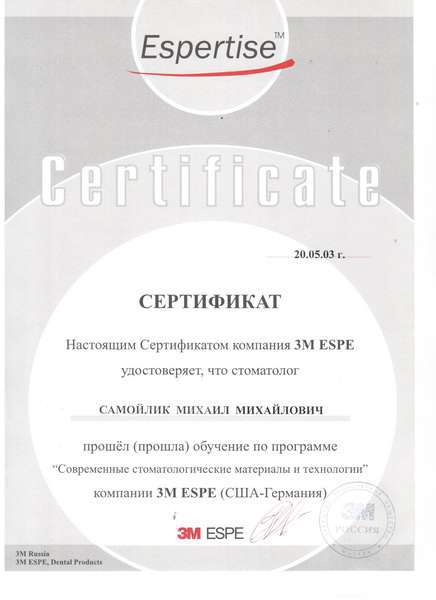 Espertise™
Certificate
20.05.03 г.
СЕРТИФИКАТ
Настоящим Сертификатом компания 3M ESPE
удостоверяет, что стоматолог
САМОЙЛИК МИХАИЛ МИХАЙЛОВИЧ
прошёл (прошла) обучение по программе
“Современные стоматологические материалы и технологии”
компании 3M ESPE (США-Германия)
3M ESPE
3M
РОССИЯ
3M Russia
3M ESPE, Dental Products